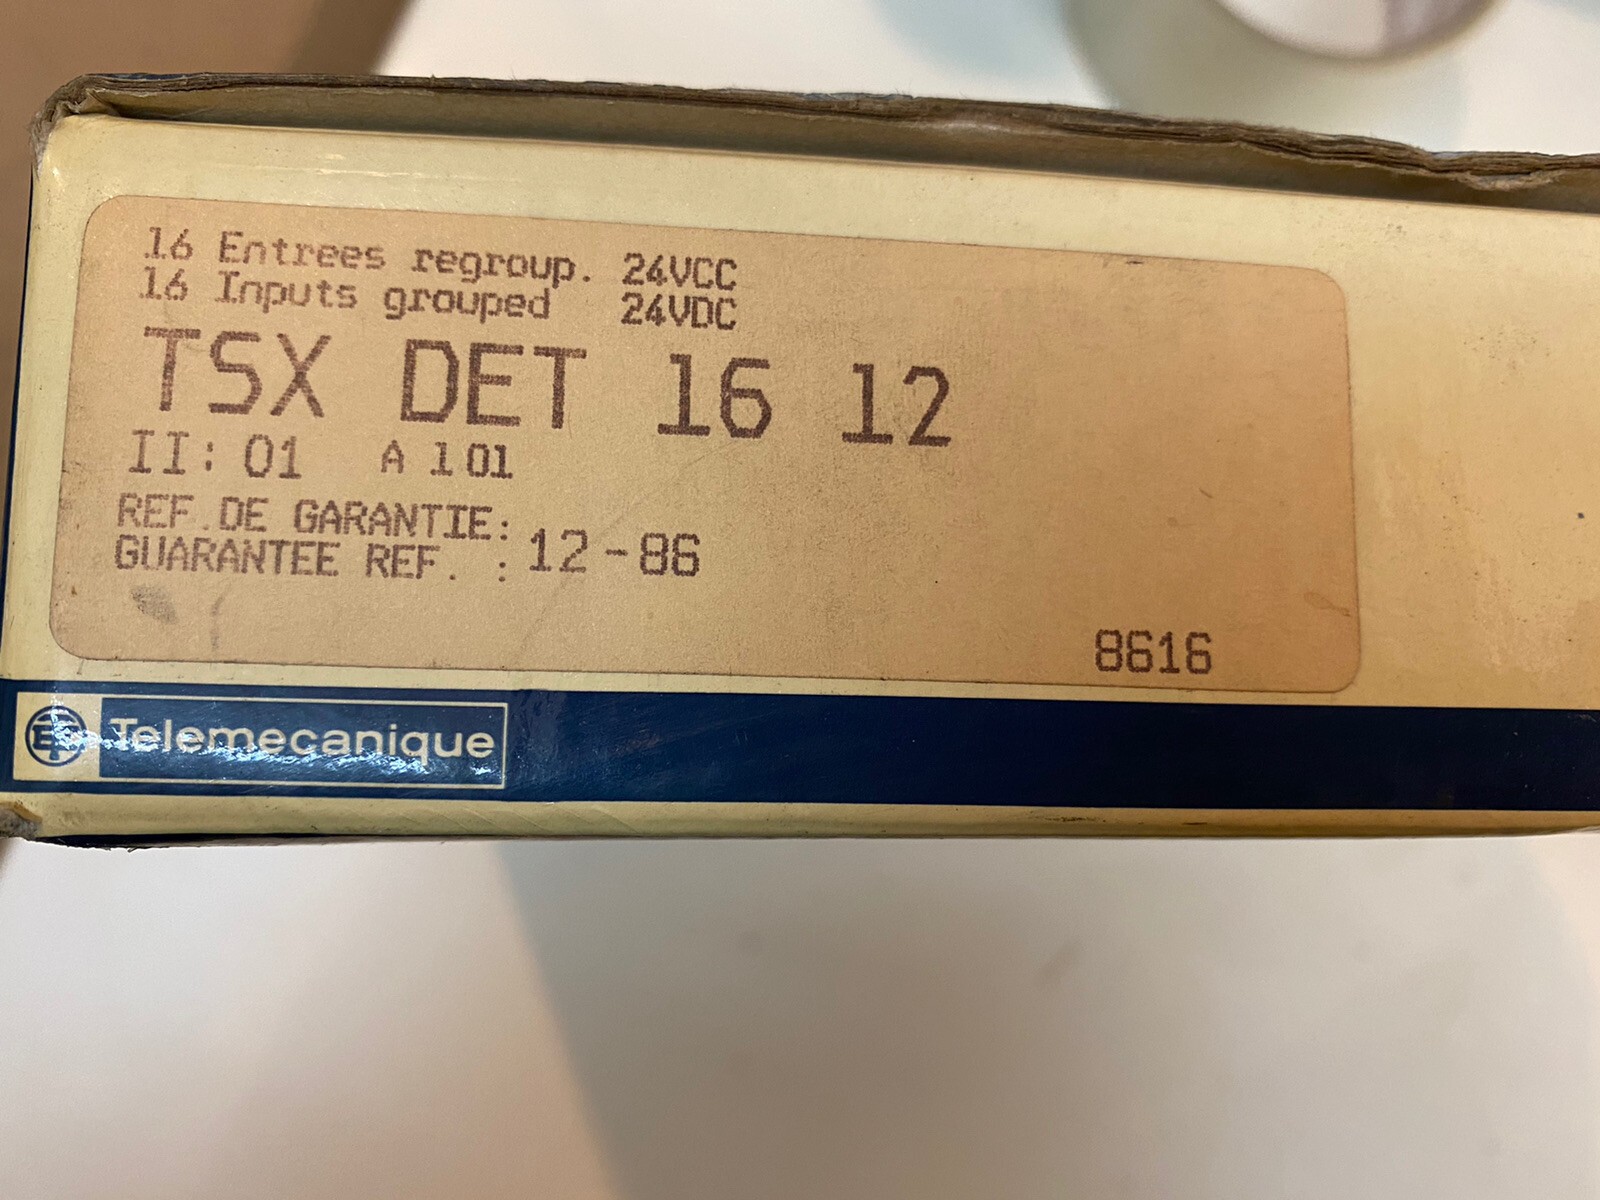 16 Entrees regroup. 24VCC
16 Inputs grouped 24VDC
TSX DET 16 12
II: 01 A 101
REF.DE GARANTIE:
GUARANTEE REF. : 12-86
8616
Telemecanique